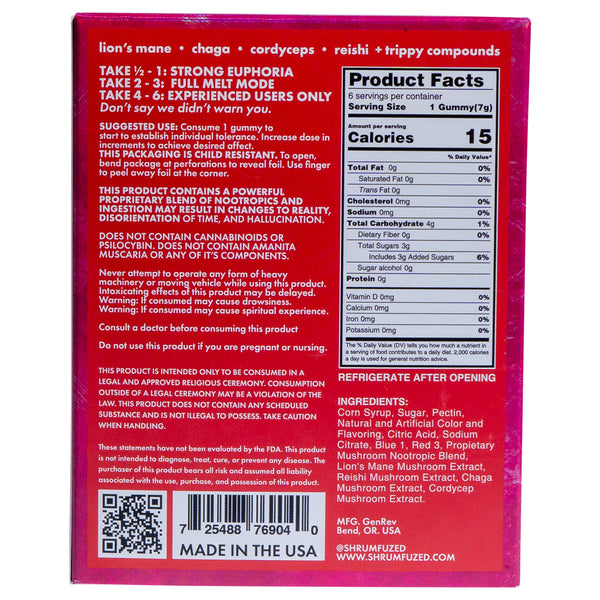 lion's mane • chaga • cordyceps • reishi + trippy compounds
TAKE ½ - 1: STRONG EUPHORIA
TAKE 2 - 3: FULL MELT MODE
TAKE 4 - 6: EXPERIENCED USERS ONLY
Don't say we didn't warn you.
SUGGESTED USE: Consume 1 gummy to
start to establish individual tolerance. Increase dose in
increments to achieve desired affect.
THIS PACKAGING IS CHILD RESISTANT. To open,
bend package at perforations to reveal foil. Use finger
to peel away foil at the corner.
THIS PRODUCT CONTAINS A POWERFUL
PROPRIETARY BLEND OF NOOTROPICS AND
INGESTION MAY RESULT IN CHANGES TO REALITY,
DISORIENTATION OF TIME, AND HALLUCINATION.
DOES NOT CONTAIN CANNABINOIDS OR
PSILOCYBIN. DOES NOT CONTAIN AMANITA
MUSCARIA OR ANY OF IT'S COMPONENTS.
Never attempt to operate any form of heavy
machinery or moving vehicle while using this product.
Intoxicating effects of this product may be delayed.
Warning: If consumed may cause drowsiness.
Warning: If consumed may cause spiritual experience.
Consult a doctor before consuming this product
Do not use if you are pregnant or nursing.
THIS PRODUCT IS INTENDED ONLY TO BE CONSUMED IN A
LEGAL AND APPROVED RELIGIOUS CEREMONY. CONSUMPTION
OUTSIDE OF A LEGAL CEREMONY MAY BE A VIOLATION OF THE
LAW. THIS PRODUCT DOES NOT CONTAIN ANY SCHEDULED
SUBSTANCE AND IS NOT ILLEGAL TO POSSESS. TAKE CAUTION
WHEN HANDLING.
These statements have not been evaluated by the FDA. This product
is not intended to diagnose, treat, cure, or prevent any disease. The
purchaser of this product bears all risk and assumed all liability
associated with the use, purchase, and possession of this product.
7 25488 76904 0
MADE IN THE USA
Product Facts
6 servings per container
Serving Size 1 Gummy(7g)
Amount per serving
Calories 15
% Daily Value*
Total Fat 0g 0%
Saturated Fat 0g 0%
Trans Fat 0g
Cholesterol 0mg 0%
Sodium 0mg 0%
Total Carbohydrate 4g 1%
Dietary Fiber 0g 0%
Total Sugars 3g
Includes 3g Added Sugars 6%
Sugar alcohol 0g
Protein 0g
Vitamin D 0mg 0%
Calcium 0mg 0%
Iron 0mg 0%
Potassium 0mg 0%
*The % Daily Value (DV) tells you how much a nutrient in
a serving of food contributes to a daily diet. 2,000 calories
a day is used for general nutrition advice.
REFRIGERATE AFTER OPENING
INGREDIENTS:
Corn Syrup, Sugar, Pectin,
Natural and Artificial Color and
Flavoring, Citric Acid, Sodium
Citrate, Blue 1, Red 3, Propietary
Mushroom Nootropic Blend,
Lion's Mane Mushroom Extract,
Reishi Mushroom Extract, Chaga
Mushroom Extract, Cordycep
Mushroom Extract.
MFG. GenRev
Bend, OR. USA
@SHRUMFUZED
WWW.SHRUMFUZED.COM